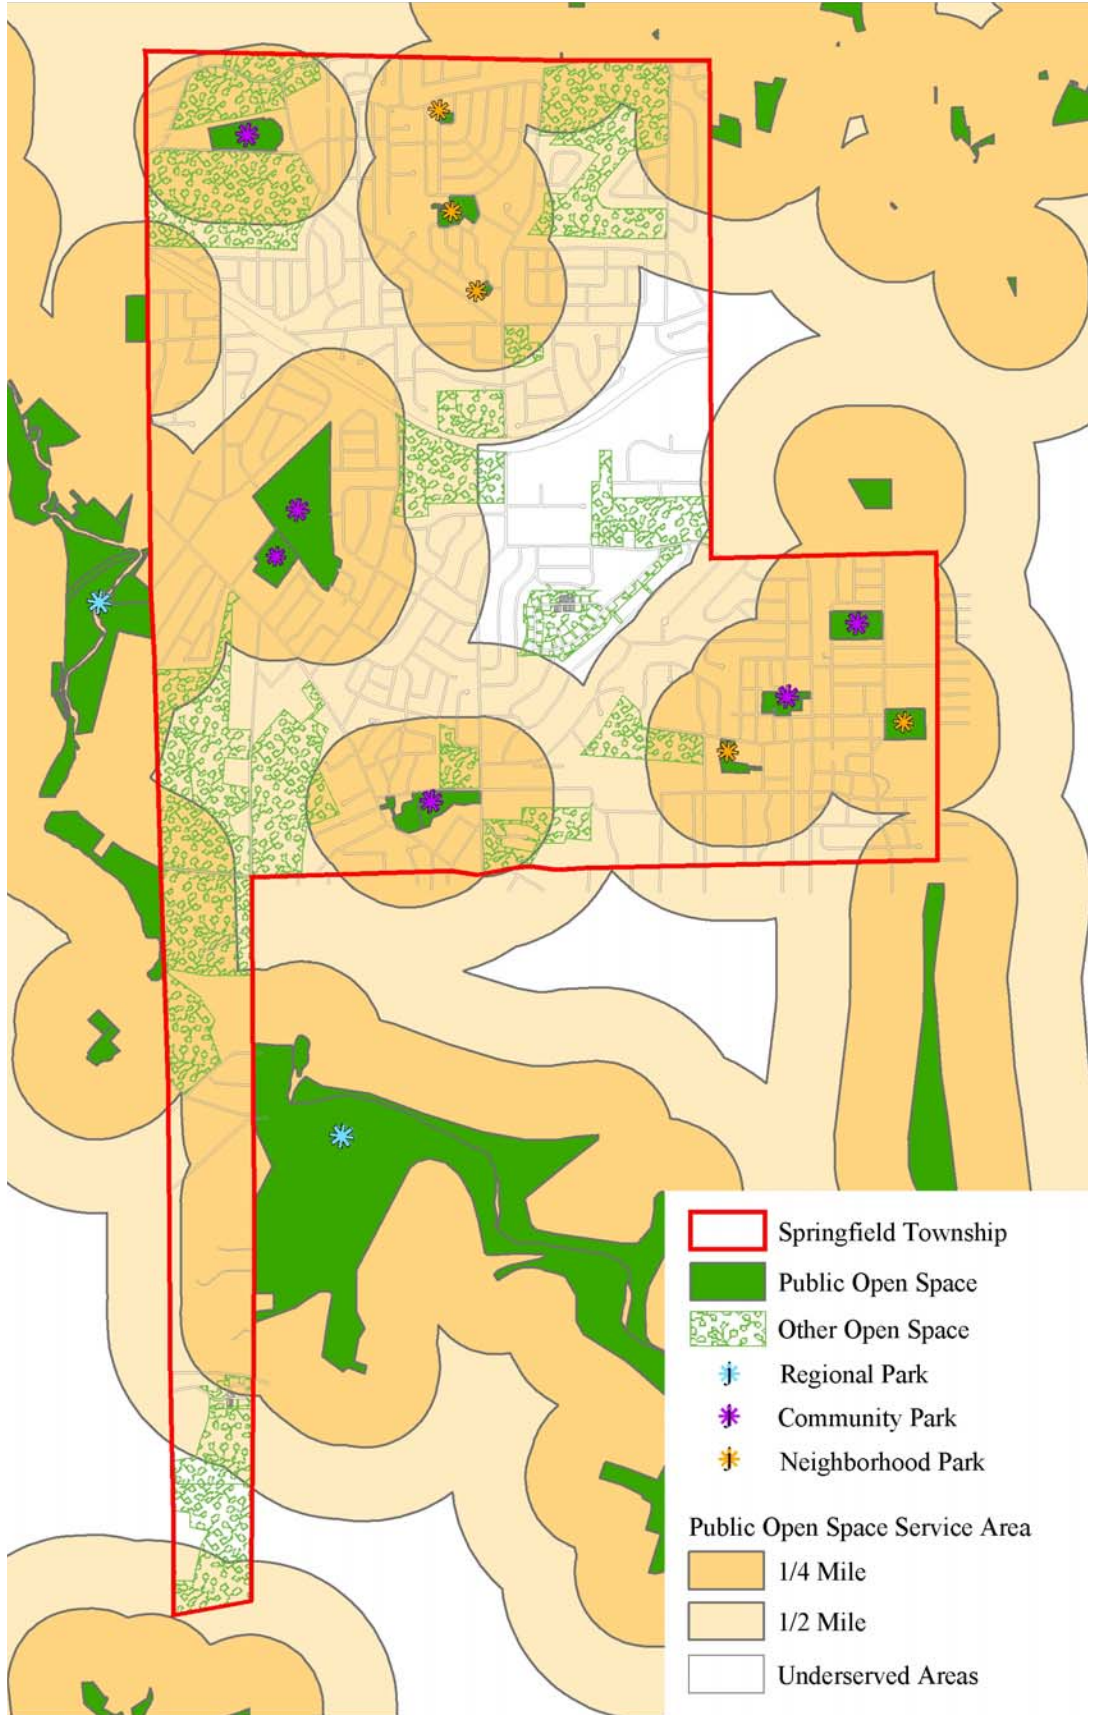 Springfield Township
Public Open Space
Other Open Space
Regional Park
Community Park
Neighborhood Park
Public Open Space Service Area
1/4 Mile
1/2 Mile
Underserved Areas